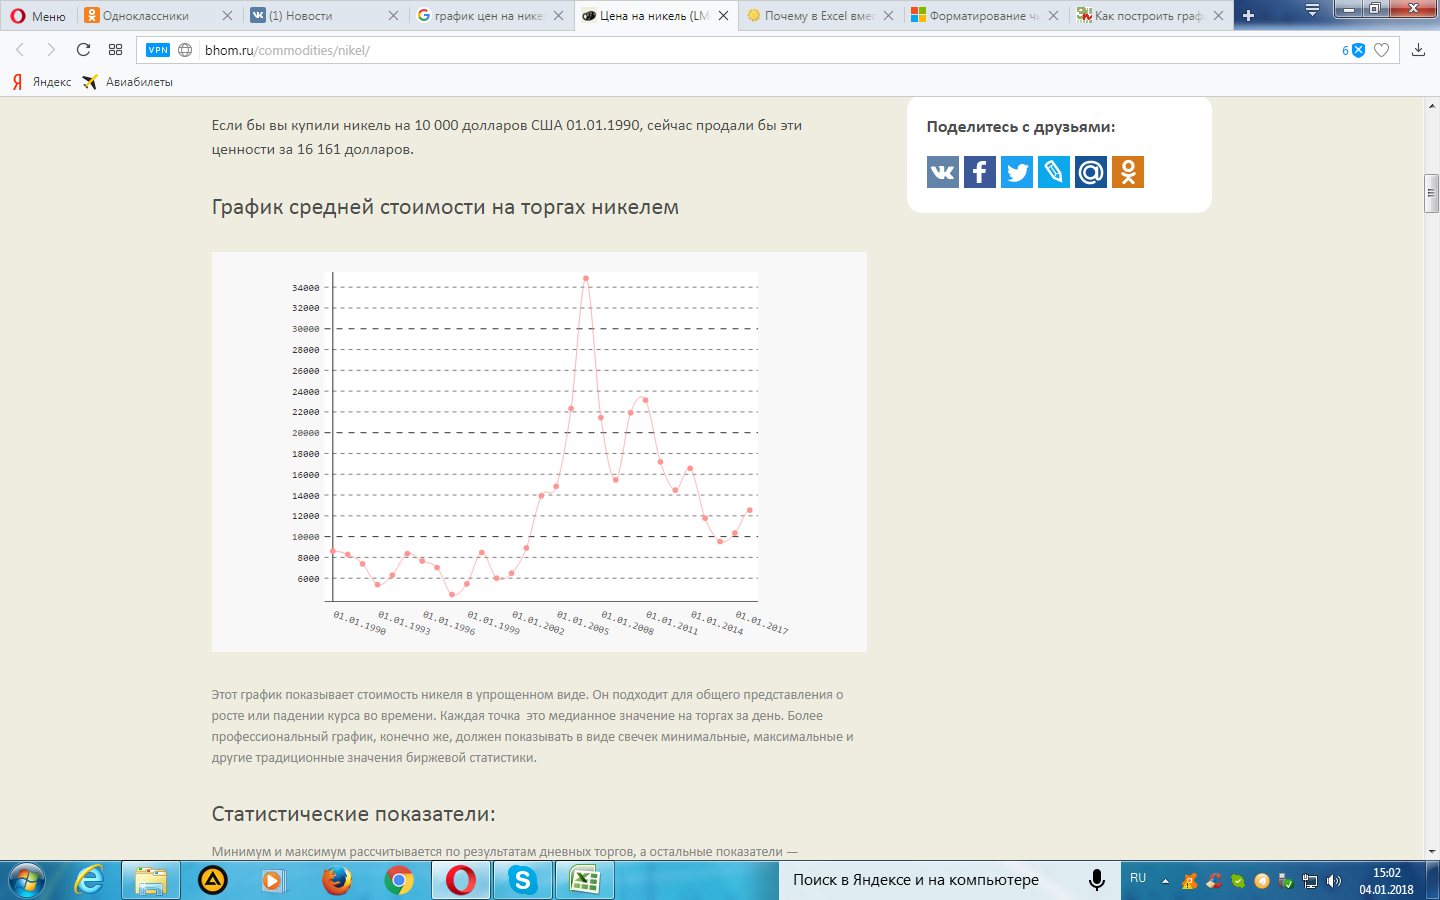 Меню
Одноклассники
(1) Новости
график цен на нике
Цена на никель (LM
Почему в Excel вмес
Форматирование чи
Как построить граф
VPN
bhom.ru/commodities/nikel/
6
Яндекс
Авиабилеты
Если бы вы купили никель на 10 000 долларов США 01.01.1990, сейчас продали бы эти
ценности за 16 161 долларов.
Поделитесь с друзьями:
График средней стоимости на торгах никелем
34000
32000
30000
28000
26000
24000
22000
20000
18000
16000
14000
12000
10000
8000
6000
01.01.1990
01.01.1993
01.01.1996
01.01.1999
01.01.2002
01.01.2005
01.01.2008
01.01.2011
01.01.2014
01.01.2017
Этот график показывает стоимость никеля в упрощенном виде. Он подходит для общего представления о
росте или падении курса во времени. Каждая точка  это медианное значение на торгах за день. Более
профессиональный график, конечно же, должен показывать в виде свечек минимальные, максимальные и
другие традиционные значения биржевой статистики.
Статистические показатели:
Минимум и максимум рассчитывается по результатам дневных торгов, а остальные показатели —
Поиск в Яндексе и на компьютере
RU
15:02
04.01.2018